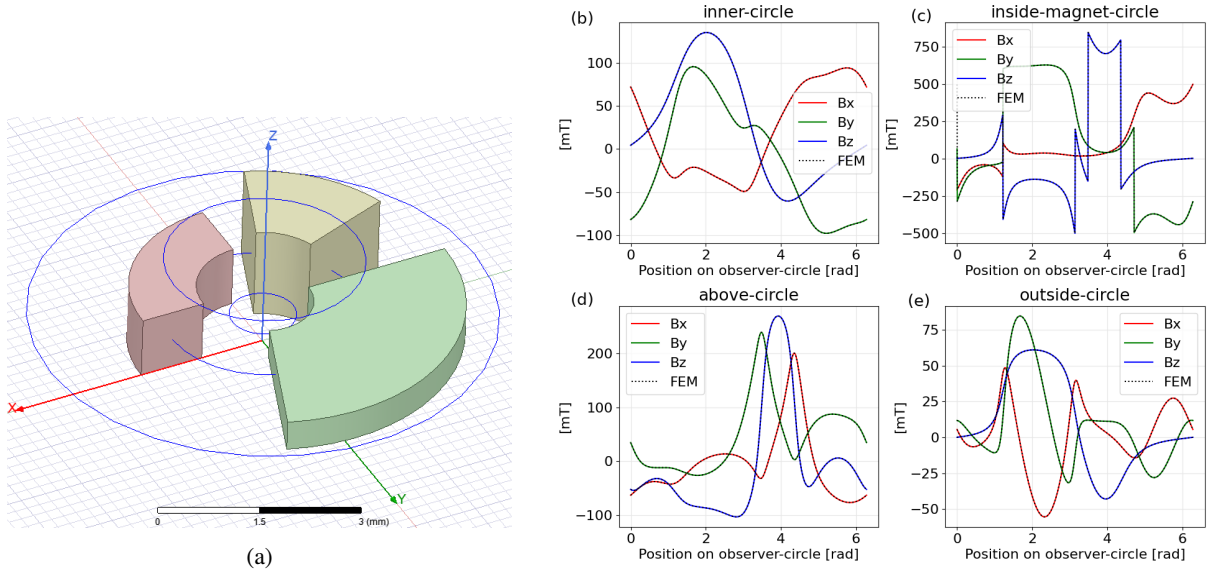 Z
X
Y
0
1.5
3 (mm)
(a)
(b)
inner-circle
100
50
0
−50
−100
[mT]
Bx
By
Bz
FEM
0
2
4
6
Position on observer-circle [rad]
(c)
inside-magnet-circle
750
500
250
0
−250
−500
[mT]
Bx
By
Bz
FEM
0
2
4
6
Position on observer-circle [rad]
(d)
above-circle
200
100
0
−100
[mT]
Bx
By
Bz
FEM
0
2
4
6
Position on observer-circle [rad]
(e)
outside-circle
75
50
25
0
−25
−50
[mT]
Bx
By
Bz
FEM
0
2
4
6
Position on observer-circle [rad]